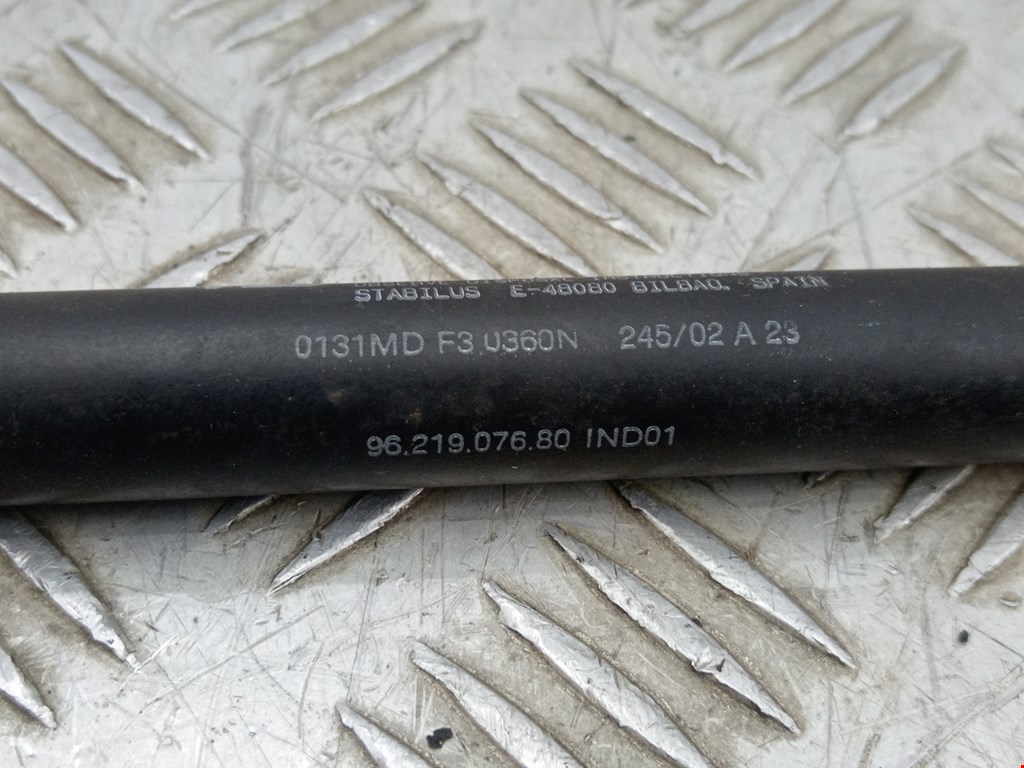 STABILUS E-48080 BILBAO, SPAIN
0131MD F3 0360N 245/02 A 23
96.219.076.80 IND01